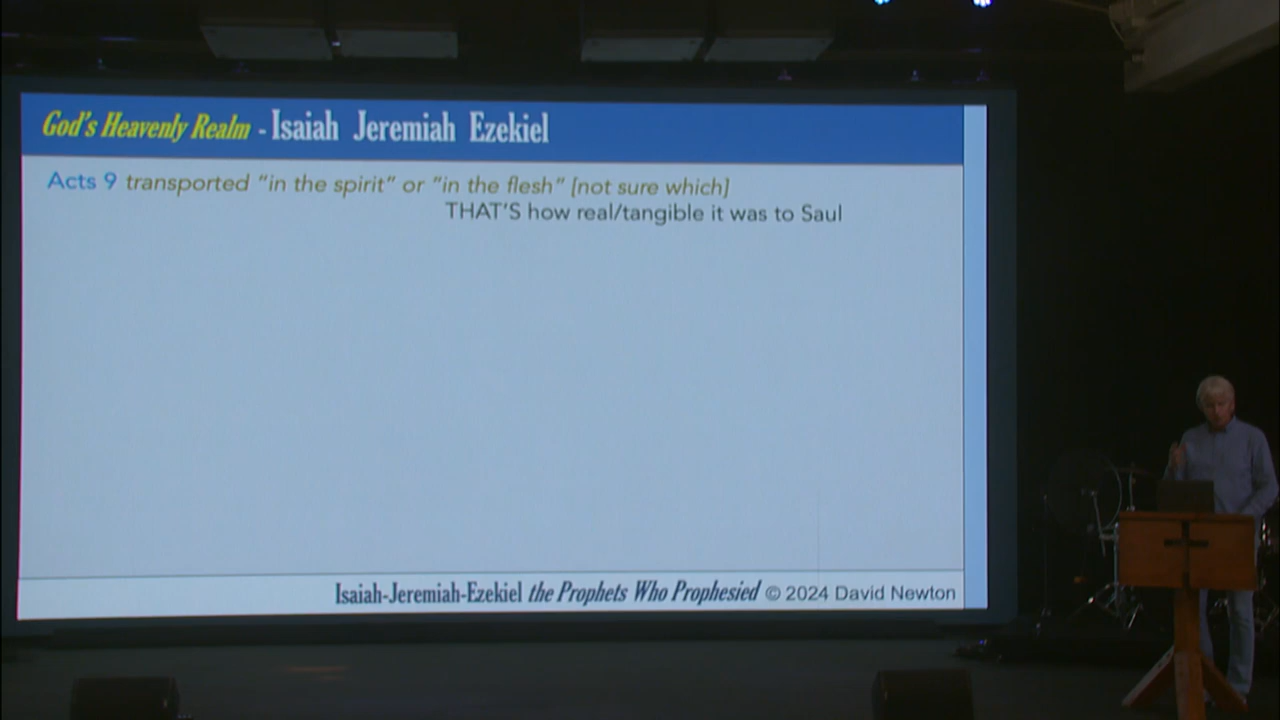 God's Heavenly Realm - Isaiah Jeremiah Ezekiel
Acts 9 transported "in the spirit" or "in the flesh" [not sure which]
THAT'S how real/tangible it was to Saul
Isaiah-Jeremiah-Ezekiel the Prophets Who Prophesied © 2024 David Newton